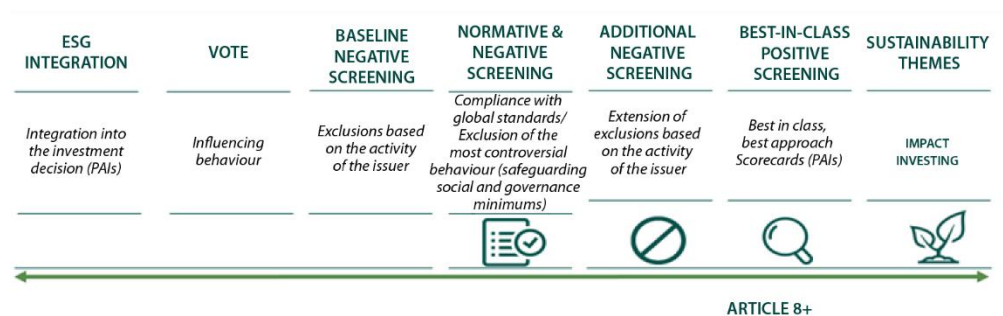 ESG
INTEGRATION
VOTE
BASELINE
NEGATIVE
SCREENING
NORMATIVE &
NEGATIVE
SCREENING
ADDITIONAL
NEGATIVE
SCREENING
BEST-IN-CLASS
POSITIVE
SCREENING
SUSTAINABILITY
THEMES
Integration into
the investment
decision (PAIs)
Influencing
behaviour
Exclusions based
on the activity
of the issuer
Compliance with
global standards/
Exclusion of the
most controversial
behaviour (safeguarding
social and governance
minimums)
Extension of
exclusions based
on the activity
of the issuer
Best in class,
best approach
Scorecards (PAIs)
IMPACT
INVESTING
ARTICLE 8+